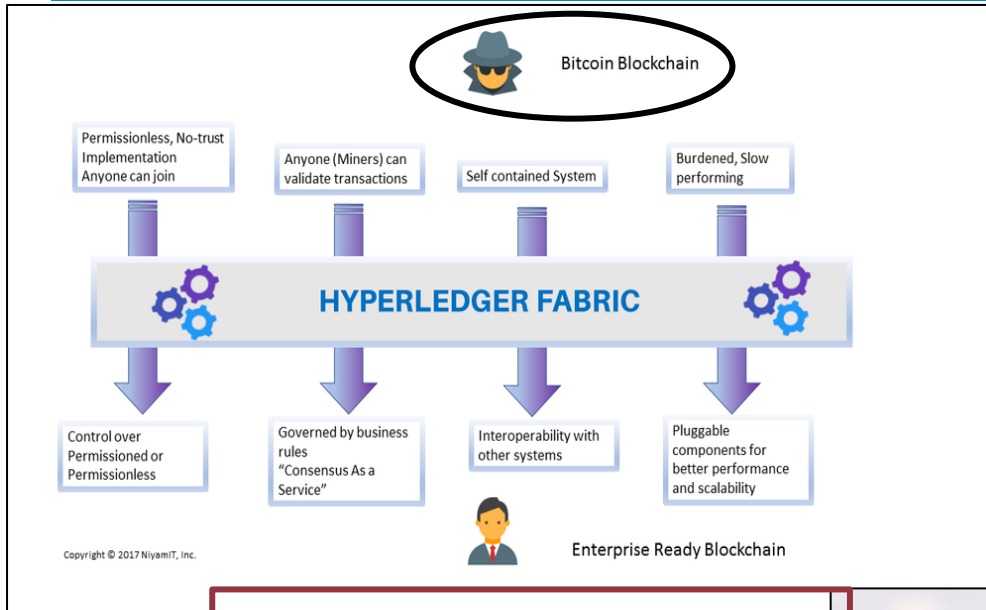 Bitcoin Blockchain
Permissionless, No-trust
Implementation
Anyone can join
Anyone (Miners) can
validate transactions
Self contained System
Burdened, Slow
performing
HYPERLEDGER FABRIC
Control over
Permissioned or
Permissionless
Governed by business
rules
“Consensus As a
Service”
Interoperability with
other systems
Pluggable
components for
better performance
and scalability
Enterprise Ready Blockchain
Copyright © 2017 NiyamIT, Inc.